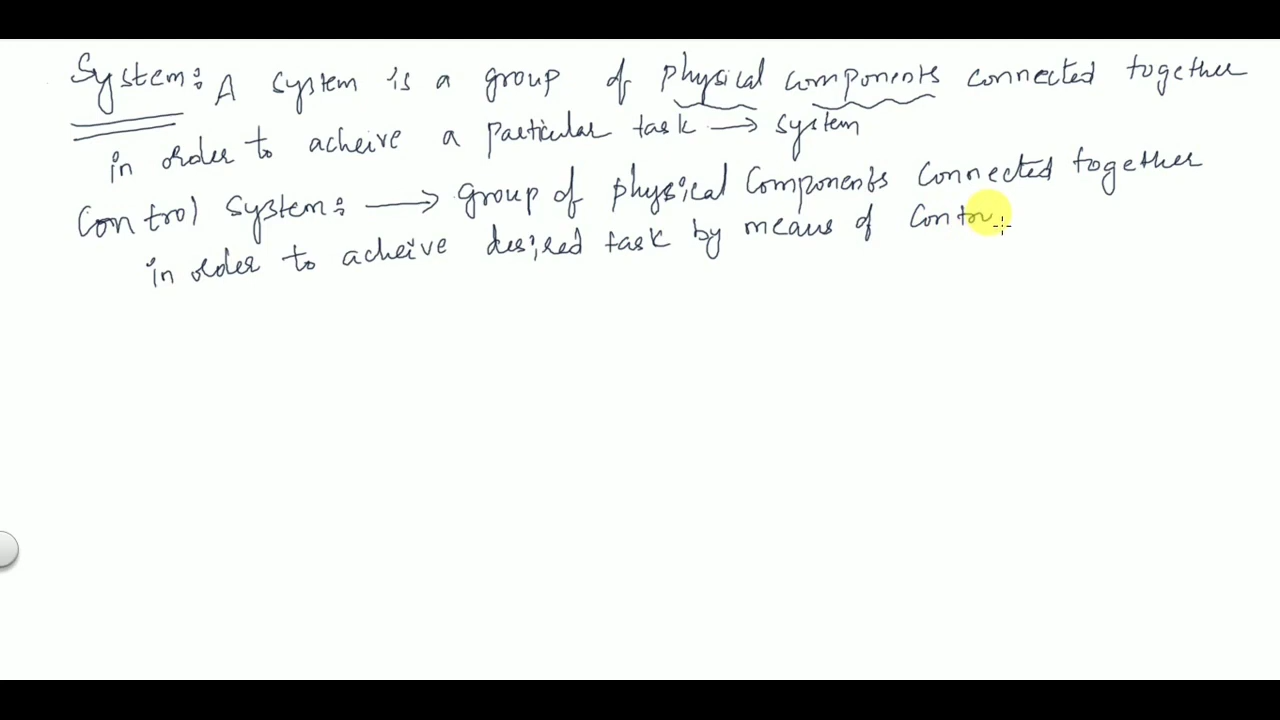 System: A system is a group of physical components connected together
in order to acheive a particular task → system
Control system: → group of physical components connected together
in order to acheive desired task by means of contr